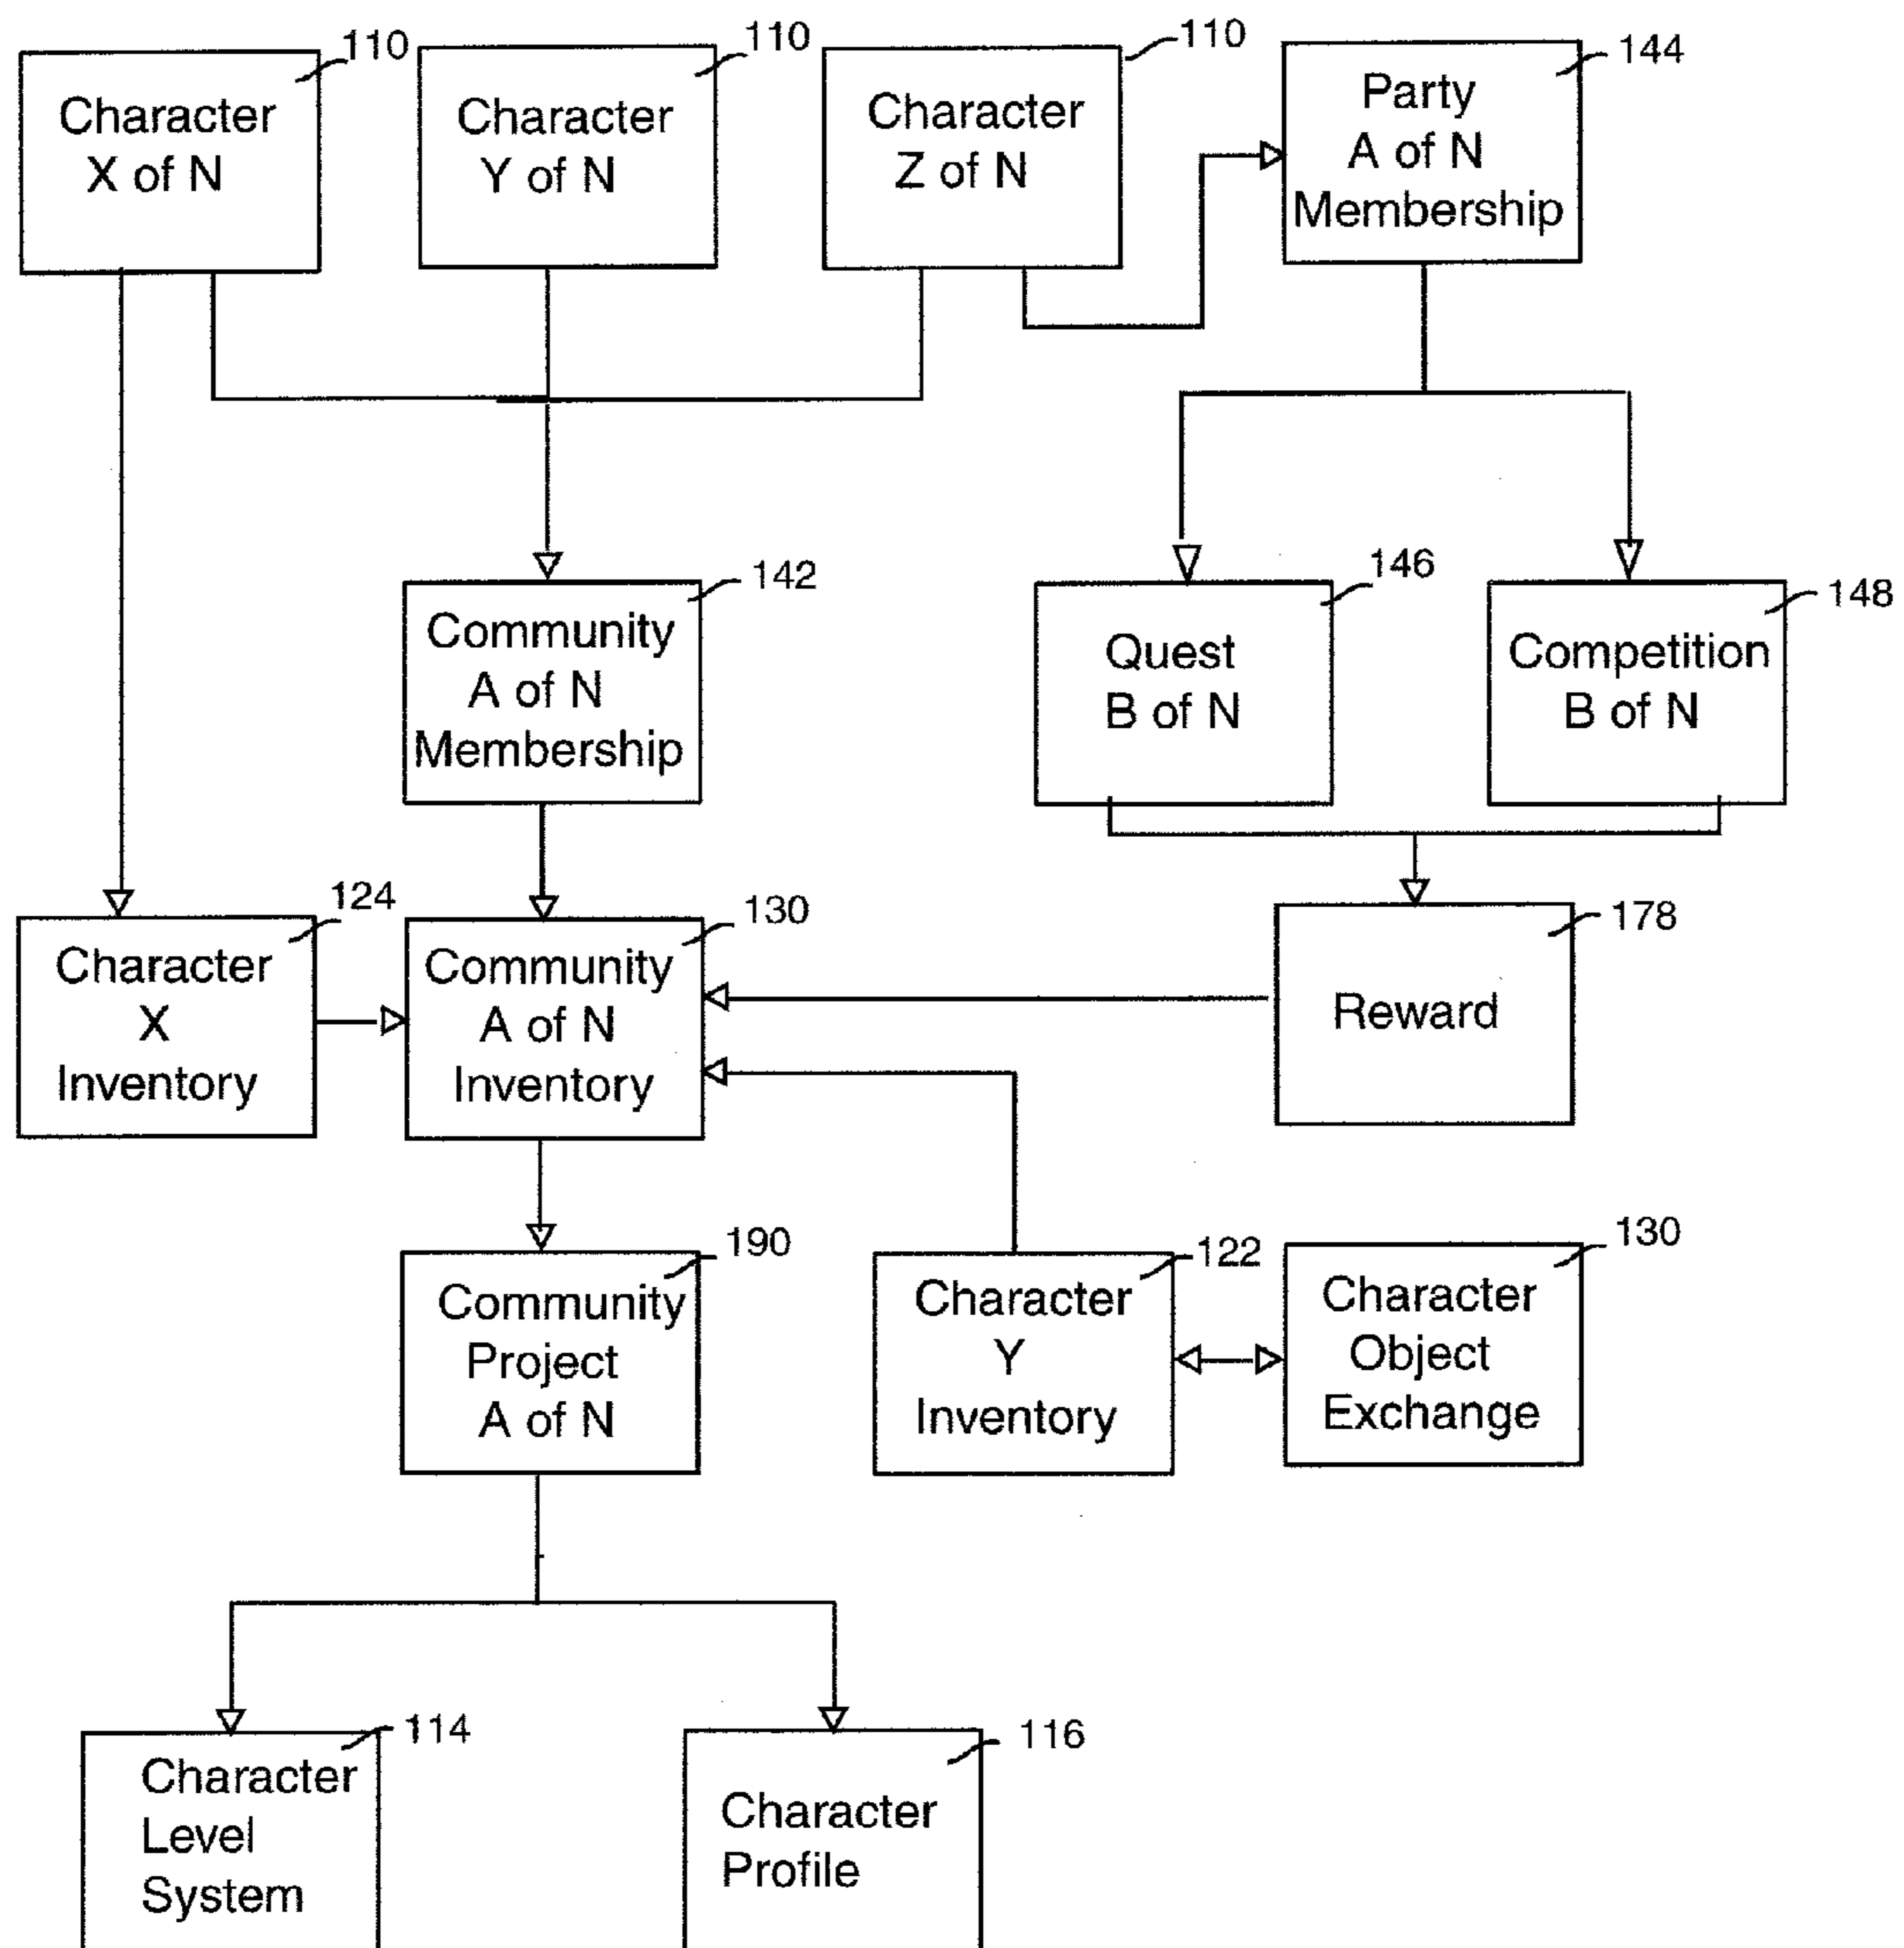 110
Character
X of N
110
Character
Y of N
110
Character
Z of N
144
Party
A of N
Membership
142
Community
A of N
Membership
146
Quest
B of N
148
Competition
B of N
124
Character
X
Inventory
130
Community
A of N
Inventory
178
Reward
190
Community
Project
A of N
122
Character
Y
Inventory
130
Character
Object
Exchange
114
Character
Level
System
116
Character
Profile